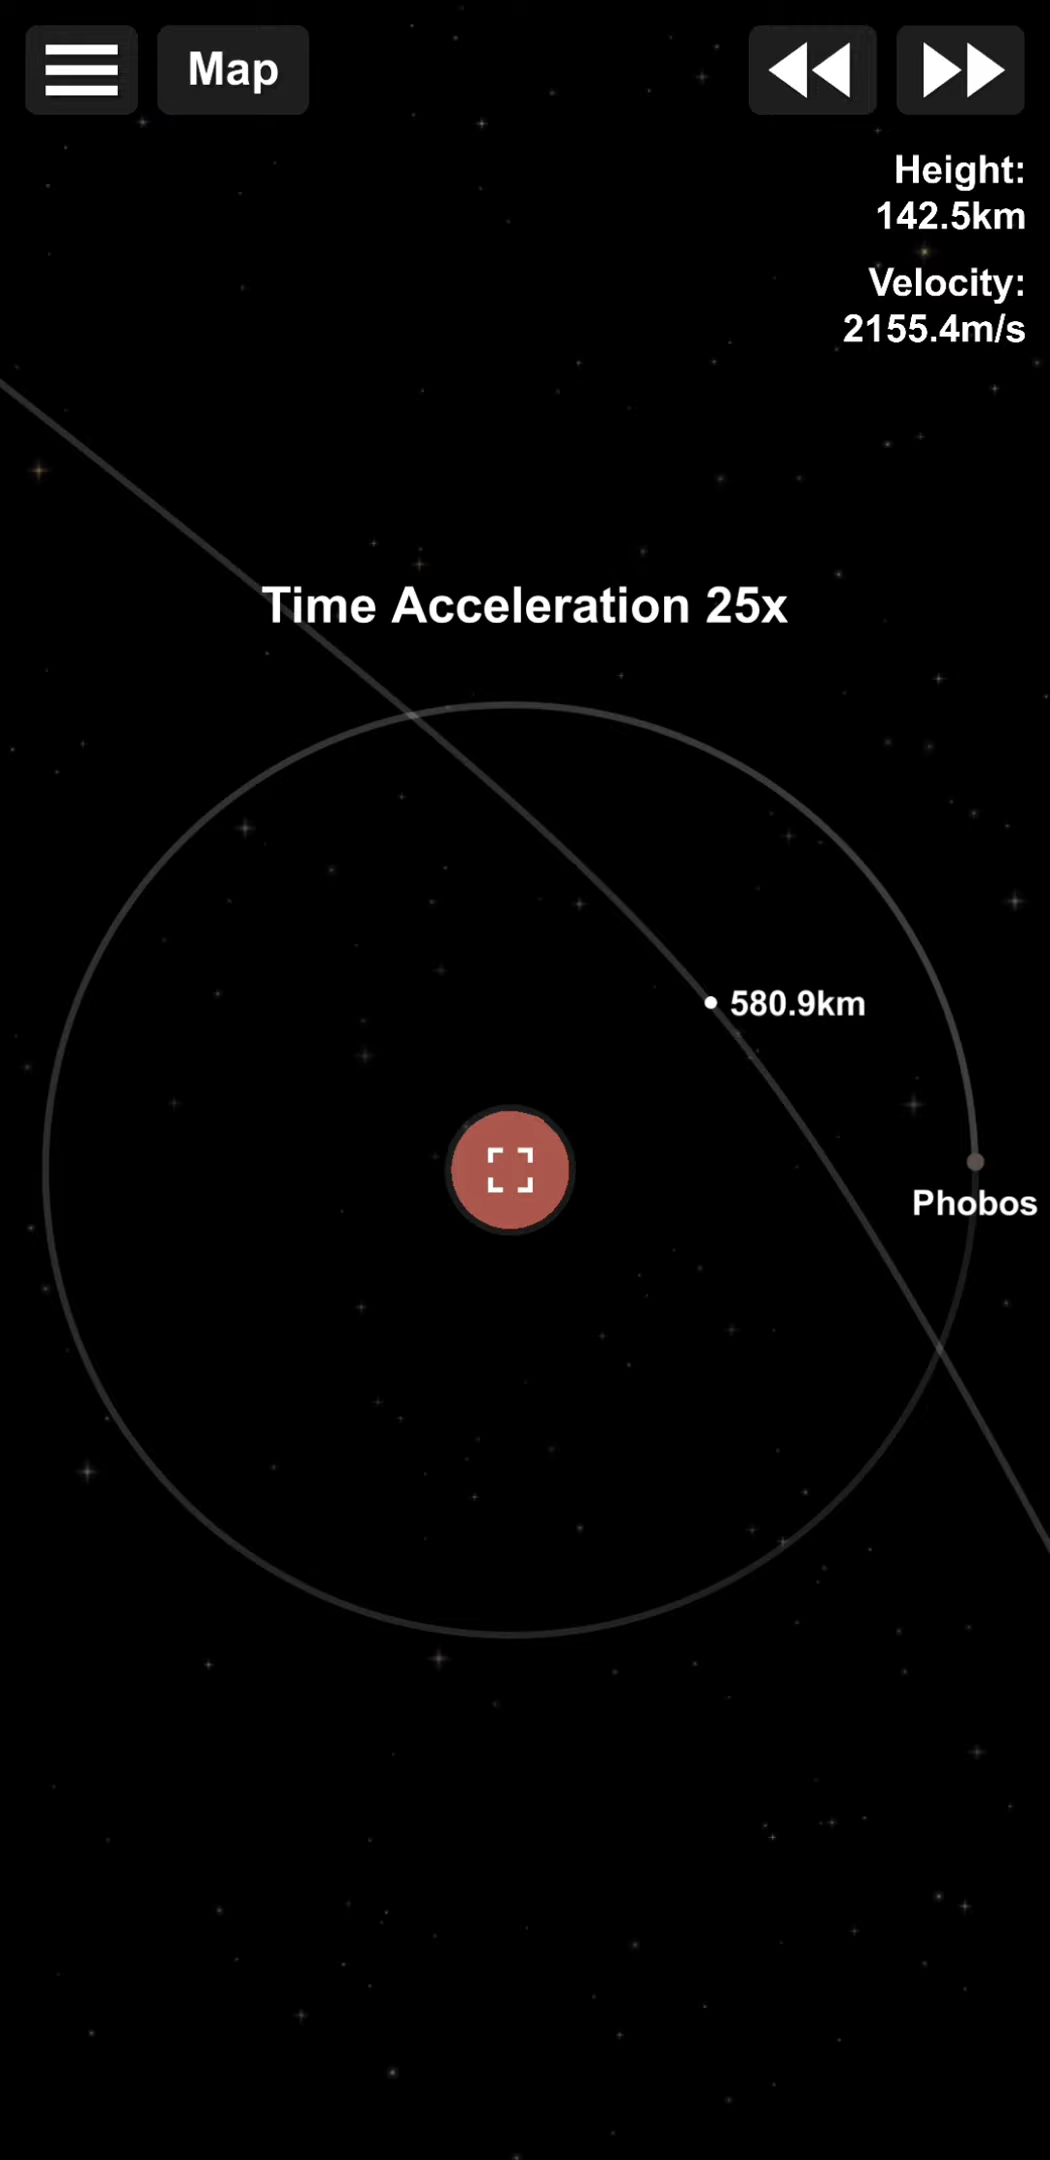 Map
Height:
142.5km
Velocity:
2155.4m/s
Time Acceleration 25x
580.9km
Phobos